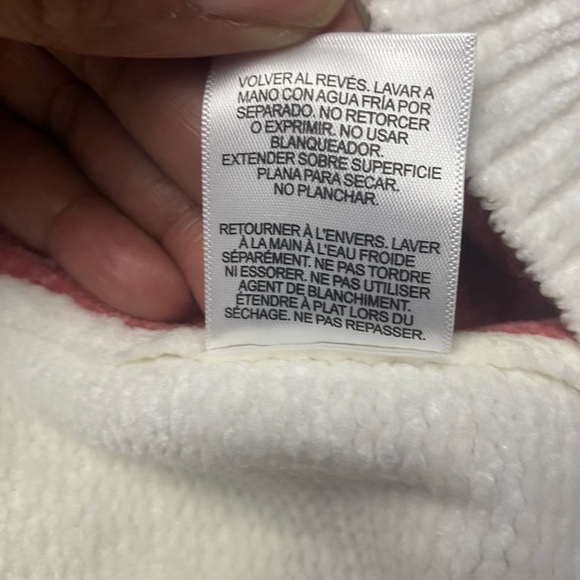 VOLVER AL REVÉS. LAVAR A
MANO CON AGUA FRÍA POR
SEPARADO. NO RETORCER
O EXPRIMIR. NO USAR
BLANQUEADOR.
EXTENDER SOBRE SUPERFICIE
PLANA PARA SECAR.
NO PLANCHAR.
RETOURNER À L'ENVERS. LAVER
À LA MAIN À L'EAU FROIDE
SÉPARÉMENT. NE PAS TORDRE
NI ESSORER. NE PAS UTILISER
AGENT DE BLANCHIMENT.
ÉTENDRE À PLAT LORS DU
SÉCHAGE. NE PAS REPASSER.